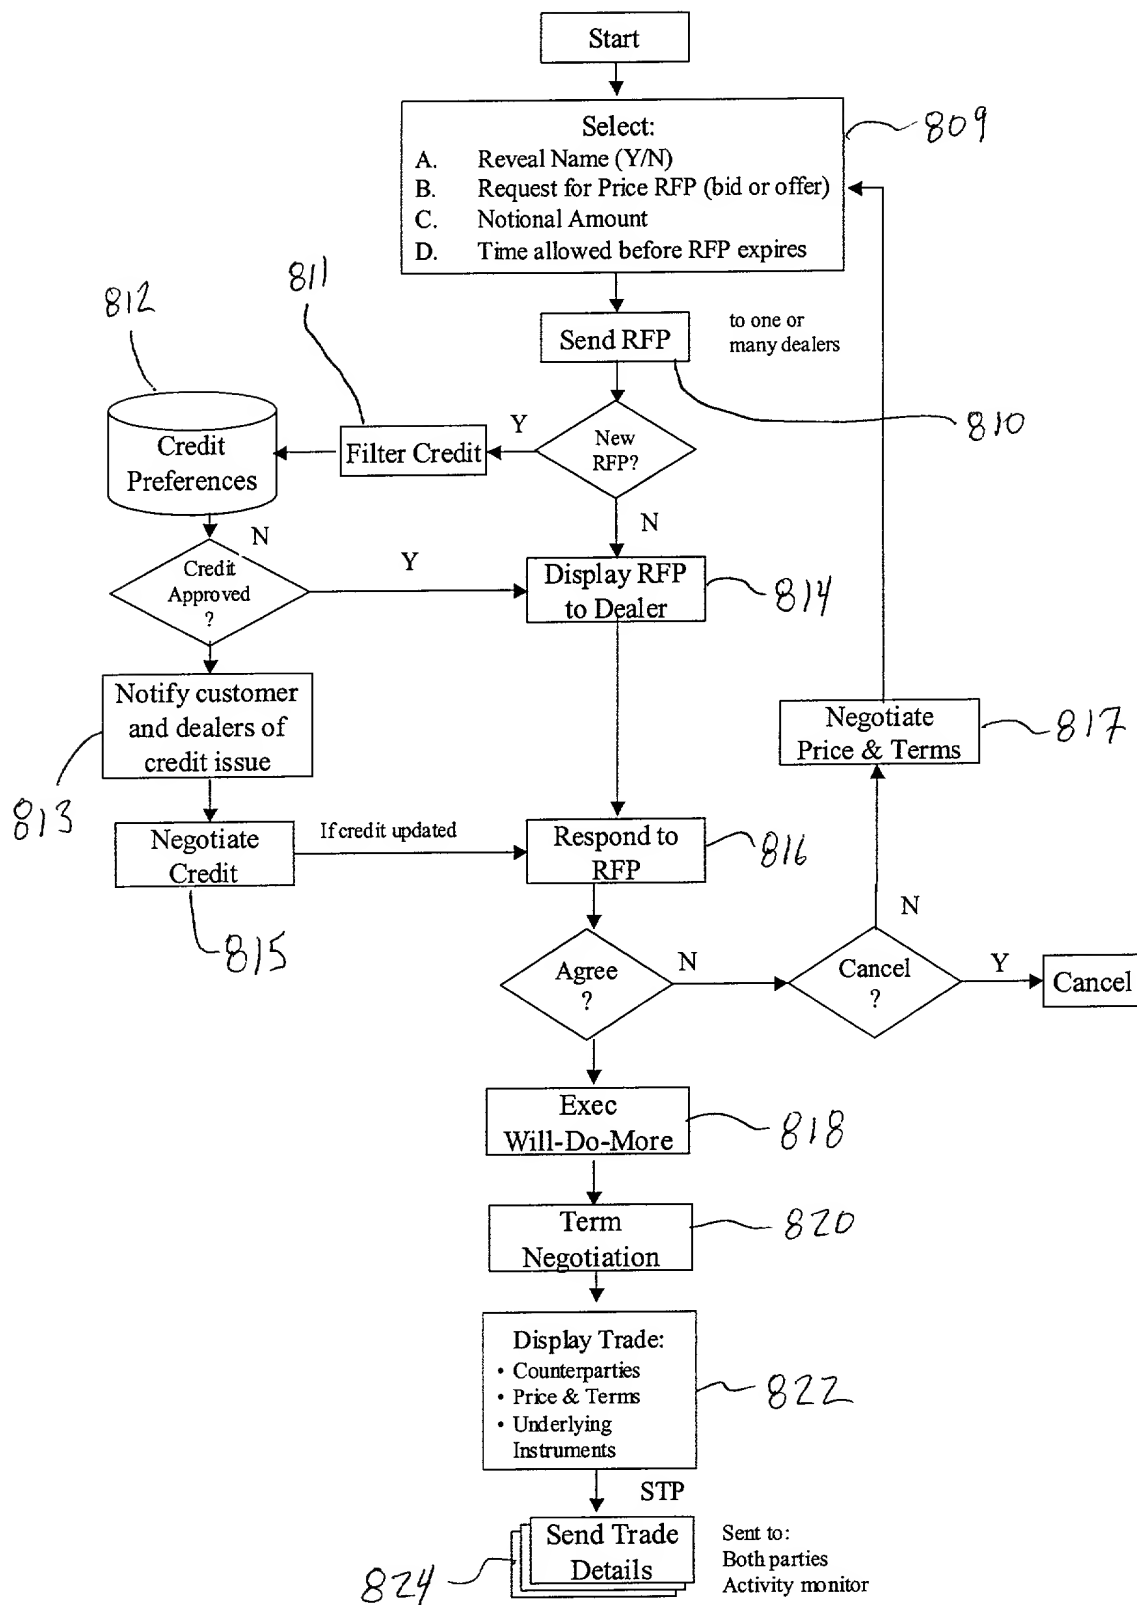 Start
Select:
A. Reveal Name (Y/N)
B. Request for Price RFP (bid or offer)
C. Notional Amount
D. Time allowed before RFP expires
809
811
812
Send RFP
to one or
many dealers
810
Credit
Preferences
Filter Credit
Y
New
RFP?
N
N
Credit
Approved
?
Y
Display RFP
to Dealer
814
Notify customer
and dealers of
credit issue
813
Negotiate
Price & Terms
817
Negotiate
Credit
815
If credit updated
Respond to
RFP
816
Agree
?
N
N
Cancel
?
Y
Cancel
Exec
Will-Do-More
818
Term
Negotiation
820
Display Trade:
• Counterparties
• Price & Terms
• Underlying
Instruments
822
STP
Send Trade
Details
824
Sent to:
Both parties
Activity monitor